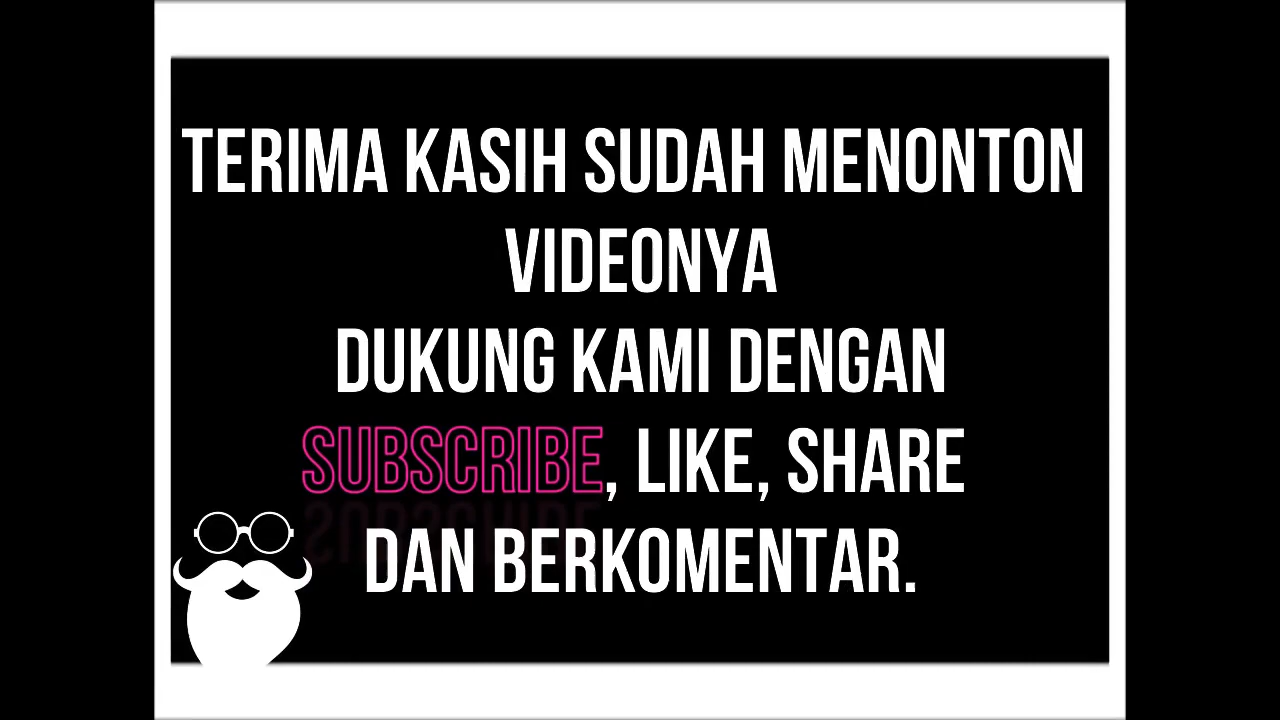 TERIMA KASIH SUDAH MENONTON
VIDEONYA
DUKUNG KAMI DENGAN
SUBSCRIBE, LIKE, SHARE
DAN BERKOMENTAR.